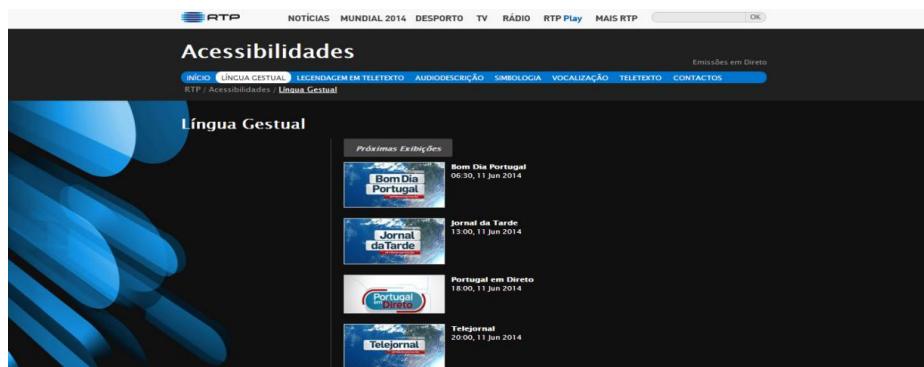 RTP NOTÍCIAS MUNDIAL 2014 DESPORTO TV RÁDIO RTP Play MAIS RTP OK
Acessibilidades
Emissões em Direto
INÍCIO LÍNGUA GESTUAL LEGENDAGEM EM TELETEXTO AUDIODESCRIÇÃO SIMBOLOGIA VOCALIZAÇÃO TELETEXTO CONTACTOS
RTP / Acessibilidades / Língua Gestual
Língua Gestual
Próximas Exibições
Bom Dia Portugal
06:30, 11 Jun 2014
Bom Dia
Portugal
Jornal da Tarde
13:00, 11 Jun 2014
Jornal
da Tarde
Portugal em Direto
18:00, 11 Jun 2014
Portugal
em Direto
Telejornal
20:00, 11 Jun 2014
Telejornal